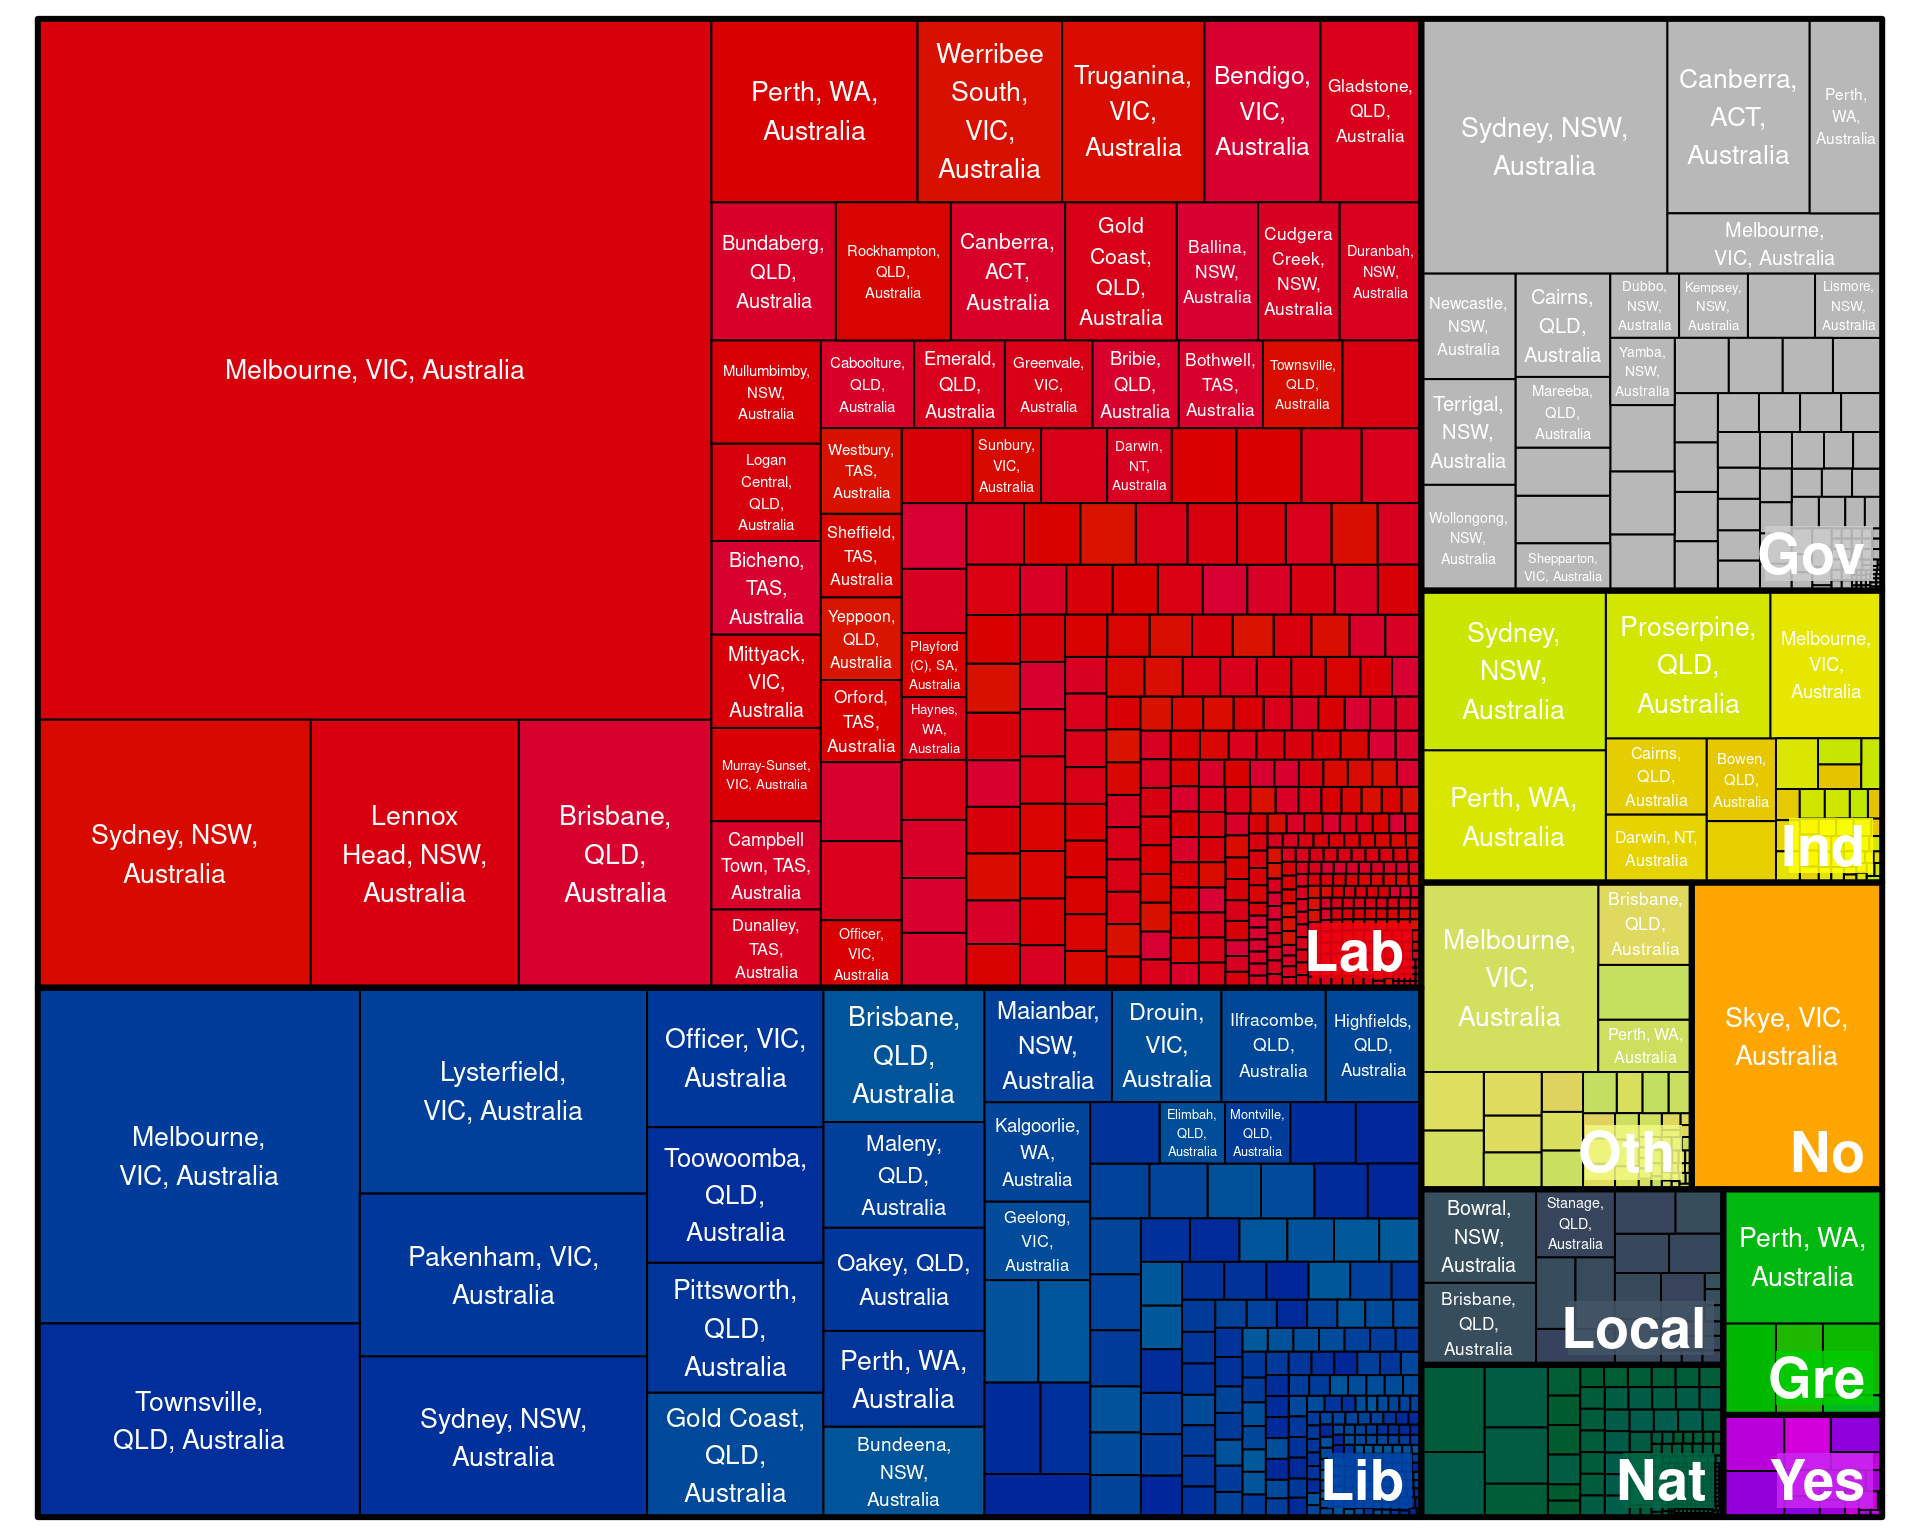 Melbourne, VIC, Australia
Sydney, NSW,
Australia
Lennox
Head, NSW,
Australia
Brisbane,
QLD,
Australia
Perth, WA,
Australia
Werribee
South,
VIC,
Australia
Truganina,
VIC,
Australia
Bendigo,
VIC,
Australia
Gladstone,
QLD,
Australia
Bundaberg,
QLD,
Australia
Rockhampton,
QLD,
Australia
Canberra,
ACT,
Australia
Gold
Coast,
QLD,
Australia
Ballina,
NSW,
Australia
Cudgera
Creek,
NSW,
Australia
Duranbah,
NSW,
Australia
Mullumbimby,
NSW,
Australia
Logan
Central,
QLD,
Australia
Bicheno,
TAS,
Australia
Mittyack,
VIC,
Australia
Murray-Sunset,
VIC, Australia
Campbell
Town, TAS,
Australia
Dunalley,
TAS,
Australia
Caboolture,
QLD,
Australia
Emerald,
QLD,
Australia
Greenvale,
VIC,
Australia
Bribie,
QLD,
Australia
Bothwell,
TAS,
Australia
Townsville,
QLD,
Australia
Westbury,
TAS,
Australia
Sheffield,
TAS,
Australia
Yeppoon,
QLD,
Australia
Orford,
TAS,
Australia
Officer,
VIC,
Australia
Sunbury,
VIC,
Australia
Darwin,
NT,
Australia
Playford
(C), SA,
Australia
Haynes,
WA,
Australia
Lab
Melbourne,
VIC, Australia
Townsville,
QLD, Australia
Lysterfield,
VIC, Australia
Pakenham, VIC,
Australia
Sydney, NSW,
Australia
Officer, VIC,
Australia
Toowoomba,
QLD,
Australia
Pittsworth,
QLD,
Australia
Gold Coast,
QLD,
Australia
Brisbane,
QLD,
Australia
Maleny,
QLD,
Australia
Oakey, QLD,
Australia
Perth, WA,
Australia
Bundeena,
NSW,
Australia
Maianbar,
NSW,
Australia
Drouin,
VIC,
Australia
Ilfracombe,
QLD,
Australia
Highfields,
QLD,
Australia
Kalgoorlie,
WA,
Australia
Geelong,
VIC,
Australia
Elimbah,
QLD,
Australia
Montville,
QLD,
Australia
Lib
Sydney, NSW,
Australia
Canberra,
ACT,
Australia
Perth,
WA,
Australia
Melbourne,
VIC, Australia
Newcastle,
NSW,
Australia
Terrigal,
NSW,
Australia
Wollongong,
NSW,
Australia
Cairns,
QLD,
Australia
Mareeba,
QLD,
Australia
Shepparton,
VIC, Australia
Dubbo,
NSW,
Australia
Kempsey,
NSW,
Australia
Lismore,
NSW,
Australia
Yamba,
NSW,
Australia
Gov
Sydney,
NSW,
Australia
Perth, WA,
Australia
Proserpine,
QLD,
Australia
Melbourne,
VIC,
Australia
Cairns,
QLD,
Australia
Darwin, NT,
Australia
Bowen,
QLD,
Australia
Ind
Melbourne,
VIC,
Australia
Brisbane,
QLD,
Australia
Perth, WA,
Australia
Oth
Skye, VIC,
Australia
No
Bowral,
NSW,
Australia
Brisbane,
QLD,
Australia
Stanage,
QLD,
Australia
Local
Perth, WA,
Australia
Gre
Nat
Yes